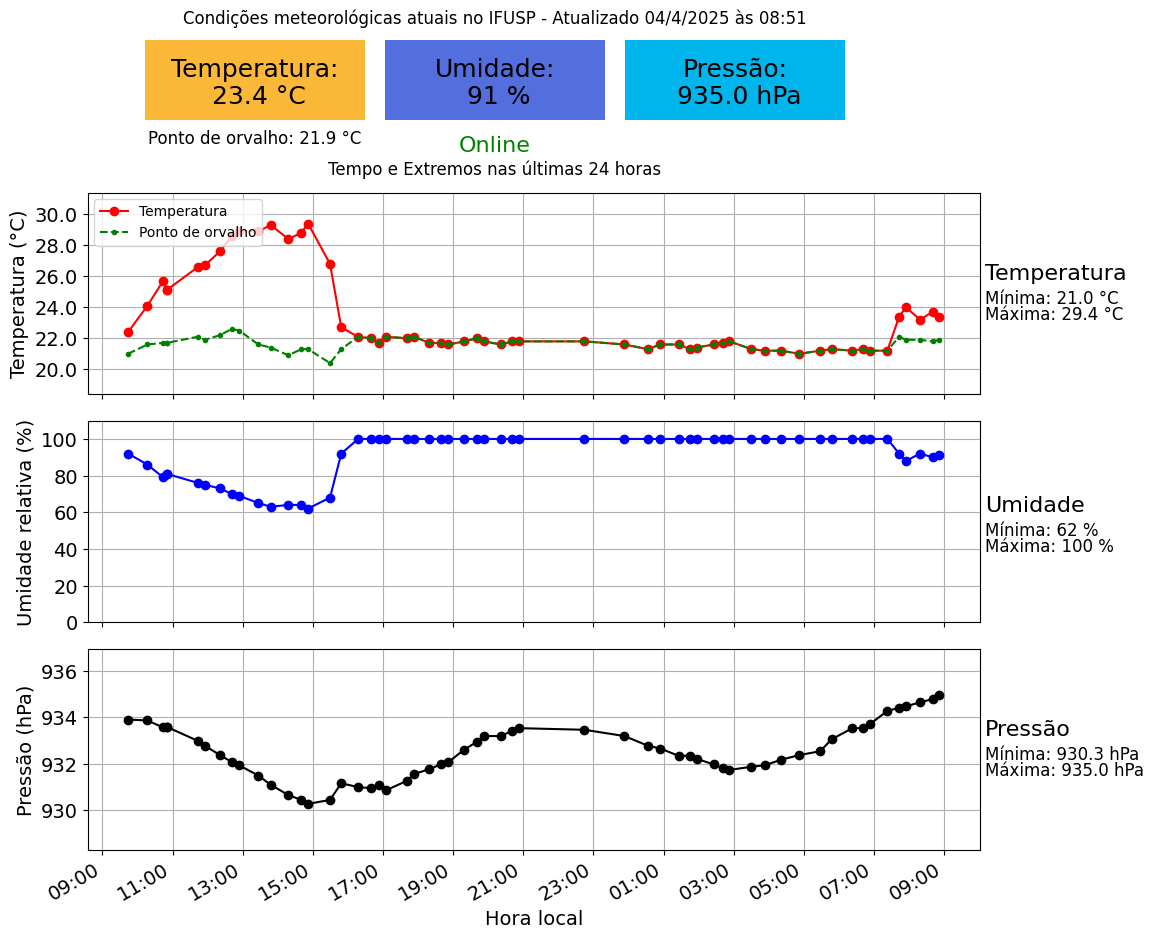 Condições meteorológicas atuais no IFUSP - Atualizado 04/4/2025 às 08:51
Temperatura:
23.4 °C
Umidade:
91 %
Pressão:
935.0 hPa
Ponto de orvalho: 21.9 °C
Online
Tempo e Extremos nas últimas 24 horas
Temperatura (°C)
30.0
28.0
26.0
24.0
22.0
20.0
Temperatura
Ponto de orvalho
Temperatura
Mínima: 21.0 °C
Máxima: 29.4 °C
Umidade relativa (%)
100
80
60
40
20
0
Umidade
Mínima: 62 %
Máxima: 100 %
Pressão (hPa)
936
934
932
930
Pressão
Mínima: 930.3 hPa
Máxima: 935.0 hPa
09:00
11:00
13:00
15:00
17:00
19:00
21:00
23:00
01:00
03:00
05:00
07:00
09:00
Hora local